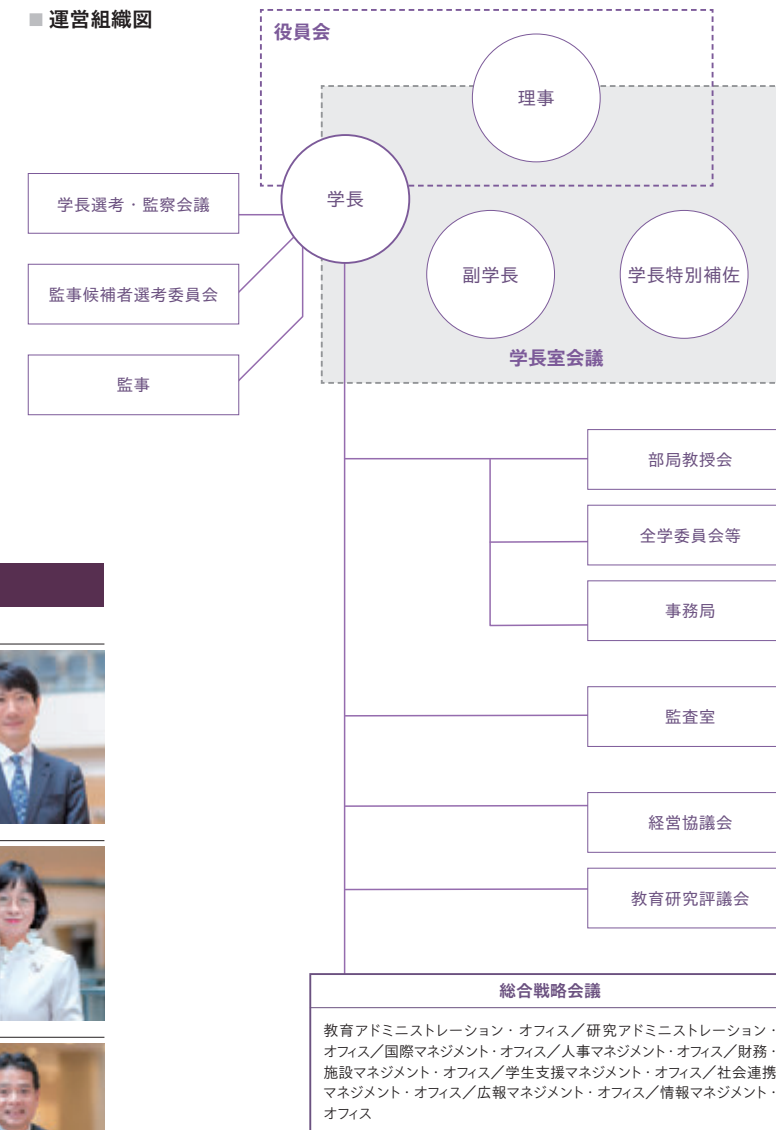 ■ 運営組織図
役員会
理事
学長
学長選考・監察会議
監事候補者選考委員会
監事
副学長
学長特別補佐
学長室会議
部局教授会
全学委員会等
事務局
監査室
経営協議会
教育研究評議会
総合戦略会議
教育アドミニストレーション・オフィス／研究アドミニストレーション・
オフィス／国際マネジメント・オフィス／人事マネジメント・オフィス／財務・
施設マネジメント・オフィス／学生支援マネジメント・オフィス／社会連携
マネジメント・オフィス／広報マネジメント・オフィス／情報マネジメント・
オフィス